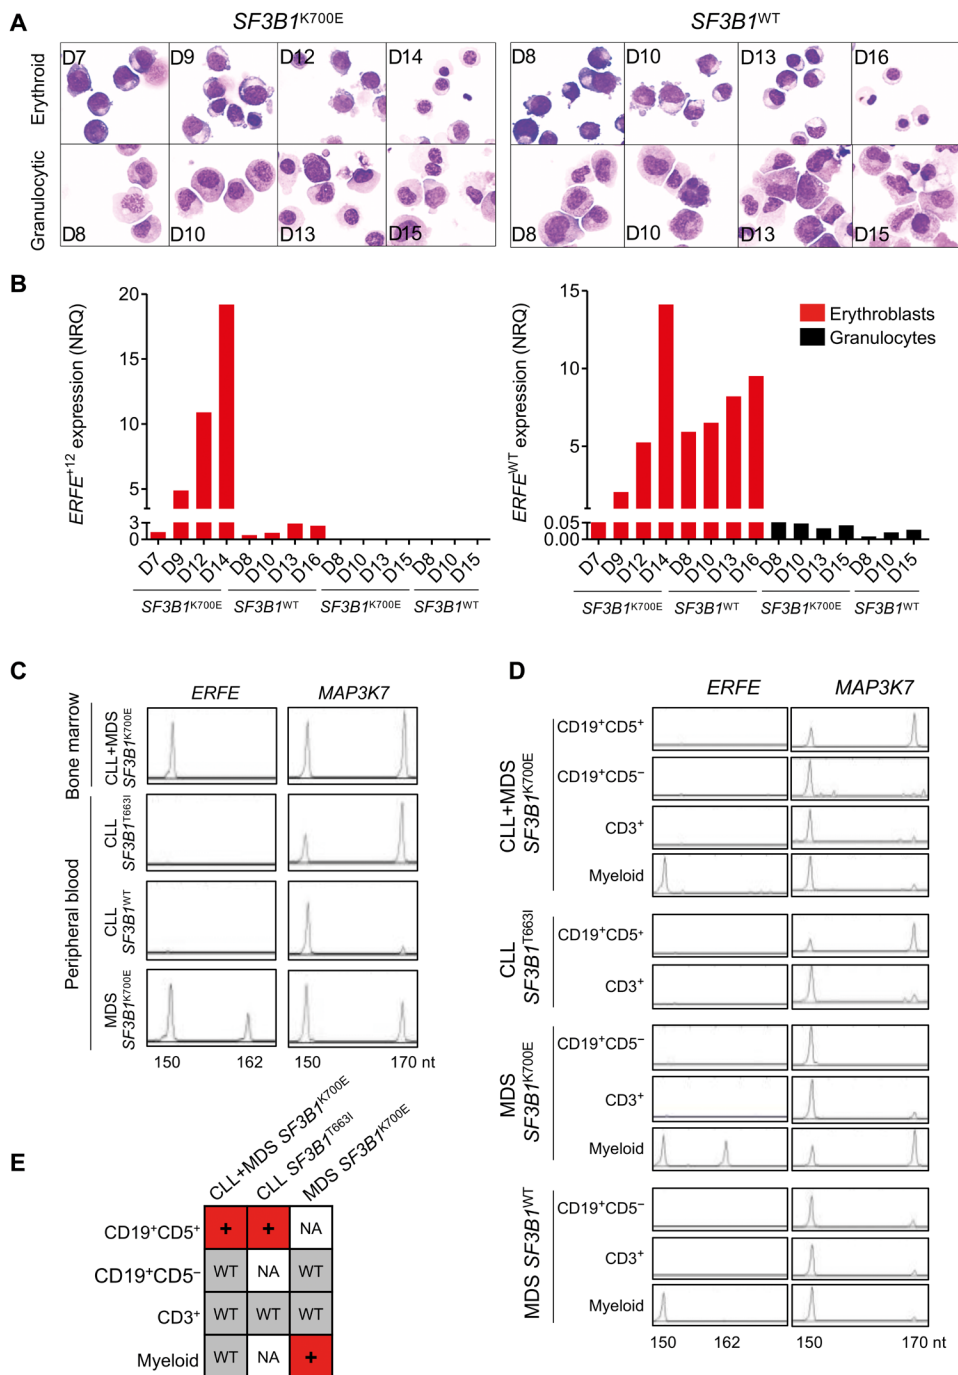 A
SF3B1K700E
SF3B1WT
Erythroid
D7
D9
D12
D14
D8
D10
D13
D16
Granulocytic
D8
D10
D13
D15
D8
D10
D13
D15
B
ERFE+12 expression (NRQ)
20
15
10
5
3
0
D7
D9
D12
D14
D8
D10
D13
D16
D8
D10
D13
D15
D8
D10
D15
SF3B1K700E
SF3B1WT
SF3B1K700E
SF3B1WT
ERFEWT expression (NRQ)
15
10
5
0.05
0.00
Erythroblasts
Granulocytes
D7
D9
D12
D14
D8
D10
D13
D16
D8
D10
D13
D15
D8
D10
D15
SF3B1K700E
SF3B1WT
SF3B1K700E
SF3B1WT
C
ERFE
MAP3K7
Bone marrow
CLL+MDS
SF3B1K700E
Peripheral blood
CLL
SF3B1T663I
CLL
SF3B1WT
MDS
SF3B1K700E
150
162
150
170 nt
D
ERFE
MAP3K7
CLL+MDS
SF3B1K700E
CD19+CD5+
CD19+CD5−
CD3+
Myeloid
CLL
SF3B1T663I
CD19+CD5+
CD3+
MDS
SF3B1K700E
CD19+CD5−
CD3+
Myeloid
MDS SF3B1WT
CD19+CD5−
CD3+
Myeloid
150
162
150
170 nt
E
CLL+MDS SF3B1K700E
CLL SF3B1T663I
MDS SF3B1K700E
CD19+CD5+
+
+
NA
CD19+CD5−
WT
NA
WT
CD3+
WT
WT
WT
Myeloid
WT
NA
+